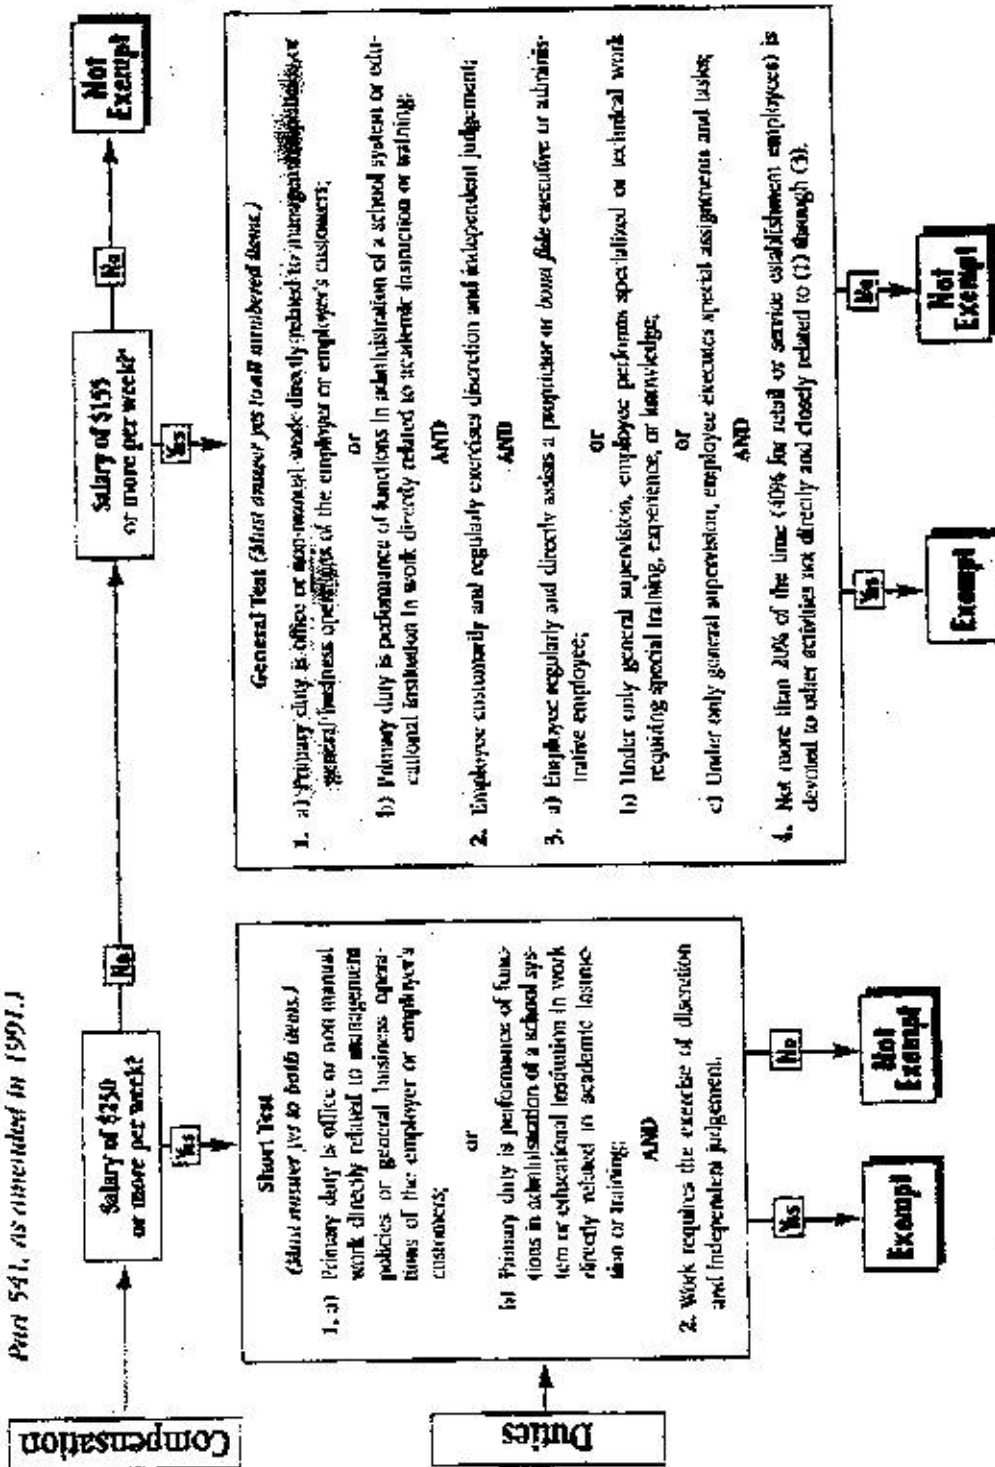 Part 541, as amended in 1991.)
Compensation
Salary of $250
or more per week?
No
Salary of $155
or more per week?*
No
Not
Exempt
Yes
Yes
Duties
Short Test
(Must answer yes to both items.)
1. a) Primary duty is office or non manual
work directly related to management
policies or general business opera-
tions of the employer or employer's
customers;
or
b) Primary duty is performance of func-
tions in administration of a school sys-
tem or educational institution in work
directly related to academic instruc-
tion or training;
AND
2. Work requires the exercise of discretion
and independent judgement.
Yes
No
Exempt
Not
Exempt
General Test (Must answer yes to all numbered items.)
1. a) Primary duty is office or non-manual work directly related to management or
general business operations of the employer or employer's customers;
or
b) Primary duty is performance of functions in administration of a school system or edu-
cational institution in work directly related to academic instruction or training;
AND
2. Employee customarily and regularly exercises discretion and independent judgement;
AND
3. a) Employee regularly and directly assists a proprietor or bona fide executive or adminis-
trative employee;
or
b) Under only general supervision, employee performs specialized or technical work
requiring special training, experience, or knowledge;
or
c) Under only general supervision, employee executes special assignments and tasks;
AND
4. Not more than 20% of the time (40% for retail or service establishment employees) is
devoted to other activities not directly and closely related to (1) through (3).
Yes
No
Exempt
Not
Exempt